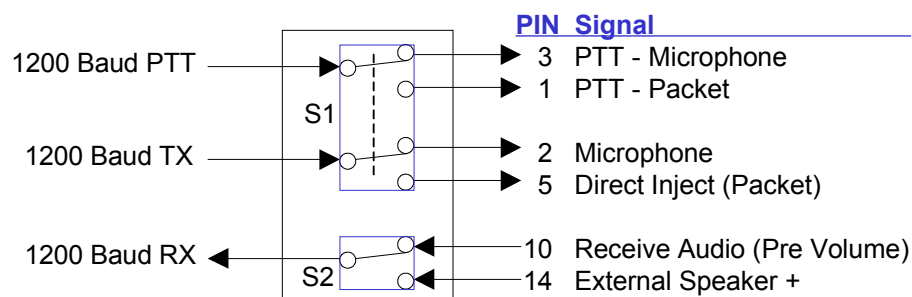 PIN Signal
1200 Baud PTT
3 PTT - Microphone
1 PTT - Packet
S1
1200 Baud TX
2 Microphone
5 Direct Inject (Packet)
1200 Baud RX
10 Receive Audio (Pre Volume)
S2
14 External Speaker +